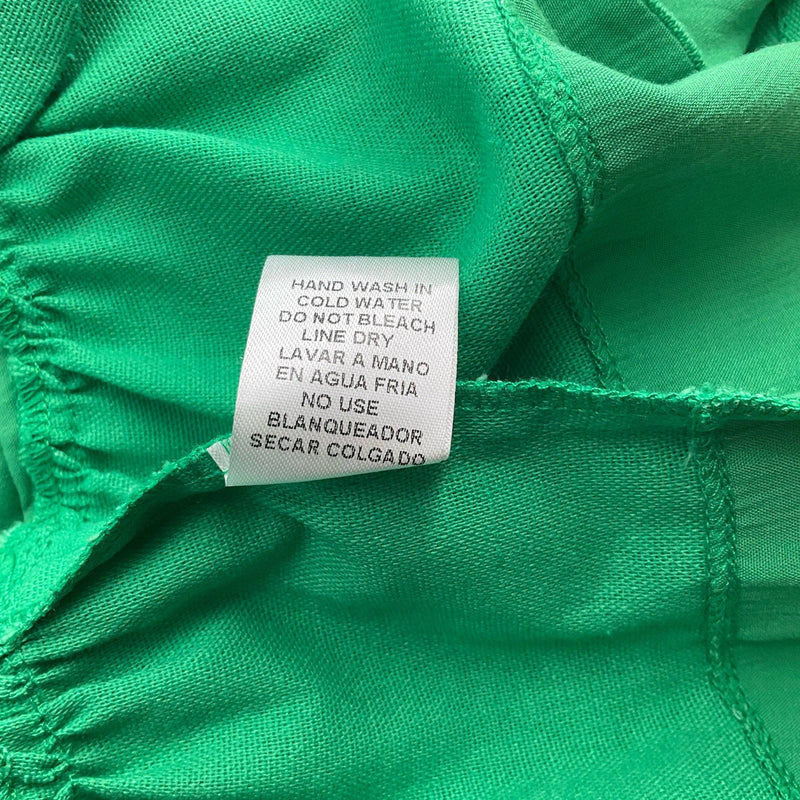 HAND WASH IN
COLD WATER
DO NOT BLEACH
LINE DRY
LAVAR A MANO
EN AGUA FRIA
NO USE
BLANQUEADOR
SECAR COLGADO